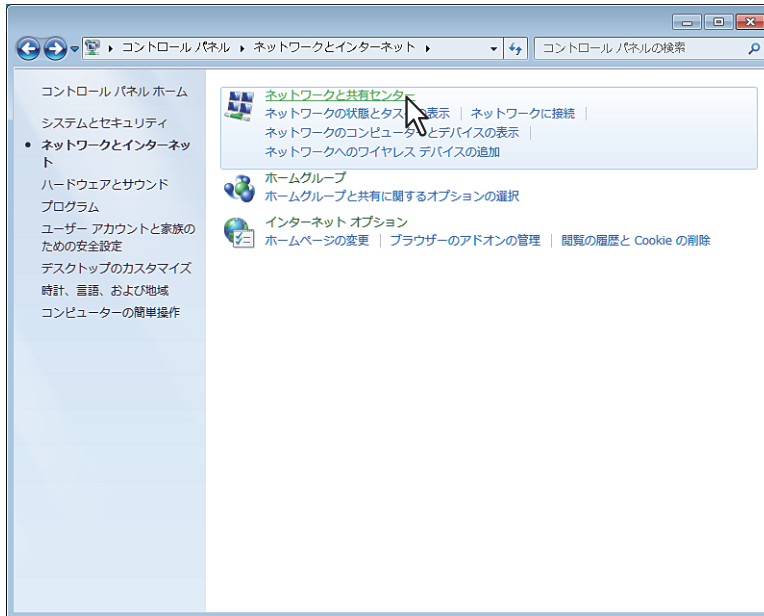 コントロール パネル ネットワークとインターネット コントロール パネルの検索
コントロール パネル ホーム
システムとセキュリティ
ネットワークとインターネッ
ト
ハードウェアとサウンド
プログラム
ユーザー アカウントと家族の
ための安全設定
デスクトップのカスタマイズ
時計、言語、および地域
コンピューターの簡単操作
ネットワークと共有センター
ネットワークの状態とタスクの表示 ネットワークに接続
ネットワークのコンピューターとデバイスの表示
ネットワークへのワイヤレス デバイスの追加
ホームグループ
ホームグループと共有に関するオプションの選択
インターネット オプション
ホームページの変更 ブラウザーのアドオンの管理 閲覧の履歴と Cookie の削除